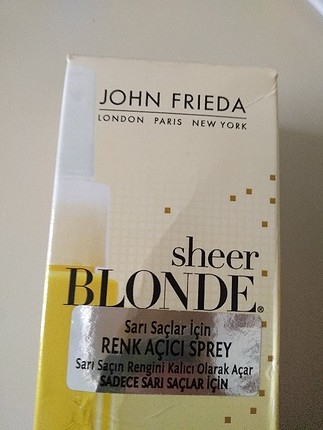 JOHN FRIEDA
LONDON PARIS NEW YORK
sheer
BLONDE®
Sarı Saçlar İçin
RENK AÇICI SPREY
Sarı Saçın Rengini Kalıcı Olarak Açar
SADECE SARI SAÇLAR İÇİN